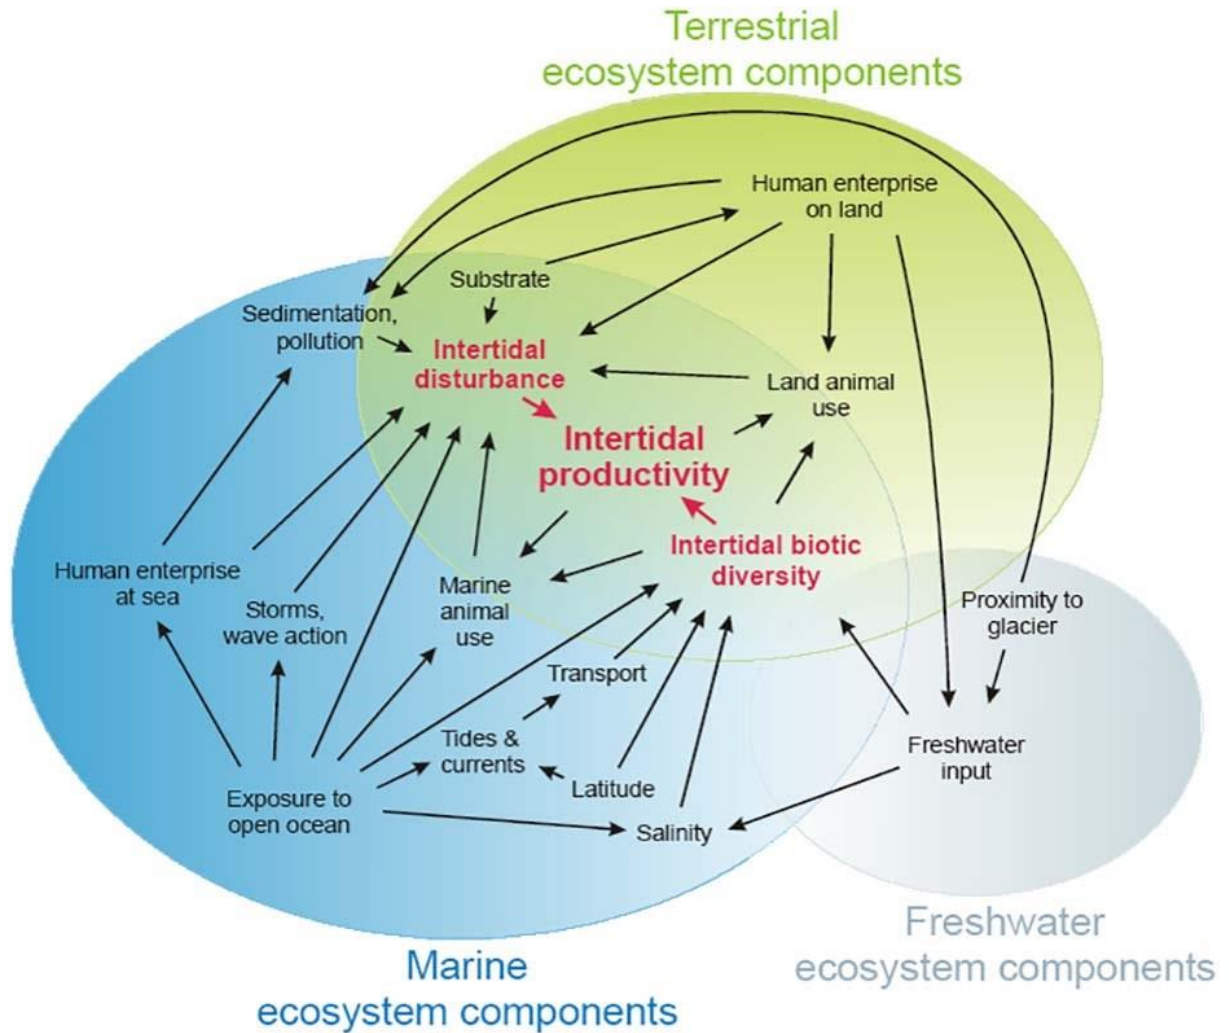 Terrestrial
ecosystem components
Human enterprise
on land
Substrate
Sedimentation,
pollution
Intertidal
disturbance
Land animal
use
Intertidal
productivity
Intertidal biotic
diversity
Human enterprise
at sea
Storms,
wave action
Marine
animal
use
Proximity to
glacier
Transport
Tides &
currents
Latitude
Freshwater
input
Exposure to
open ocean
Salinity
Freshwater
ecosystem components
Marine
ecosystem components